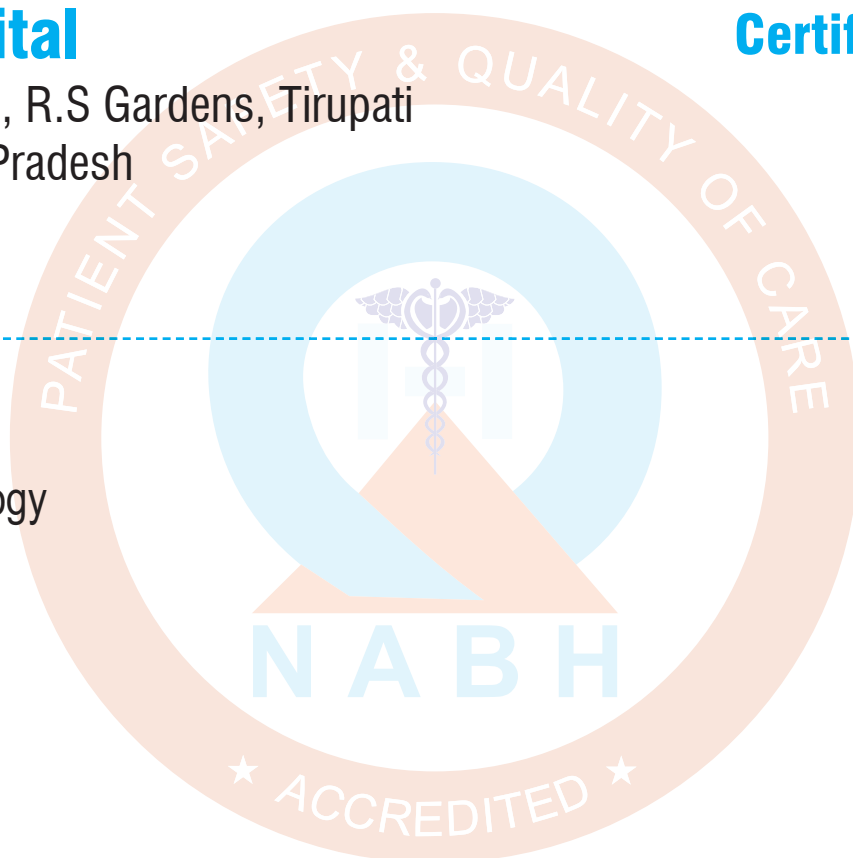 ital
Certif
, R.S Gardens, Tirupati
Pradesh
ogy
PATIENT SAFETY & QUALITY OF CARE
NABH
ACCREDITED